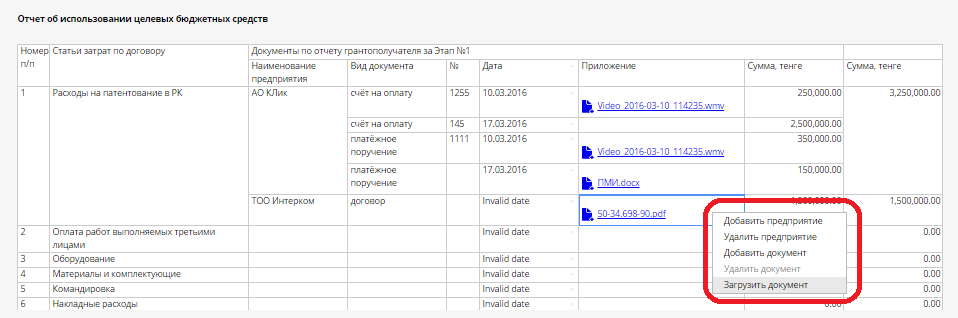 Отчет об использовании целевых бюджетных средств
Номер п/п Статьи затрат по договору Документы по отчету грантополучателя за Этап №1
Наименование предприятия Вид документа № Дата Приложение Сумма, тенге Сумма, тенге
1 Расходы на патентование в РК АО КЛик счёт на оплату 1255 10.03.2016 Video_2016-03-10_114235.wmv 250,000.00 3,250,000.00
счёт на оплату 145 17.03.2016 2,500,000.00
платёжное поручение 1111 10.03.2016 Video_2016-03-10_114235.wmv 350,000.00
платёжное поручение 17.03.2016 ПМИ.docx 150,000.00
ТОО Интерком договор Invalid date 50-34.698-90.pdf 1,500,000.00
Добавить предприятие
Удалить предприятие
Добавить документ
Удалить документ
Загрузить документ
2 Оплата работ выполняемых третьими лицами Invalid date 0.00
3 Оборудование Invalid date 0.00
4 Материалы и комплектующие Invalid date 0.00
5 Командировка Invalid date 0.00
6 Накладные расходы Invalid date 0.00 0.00